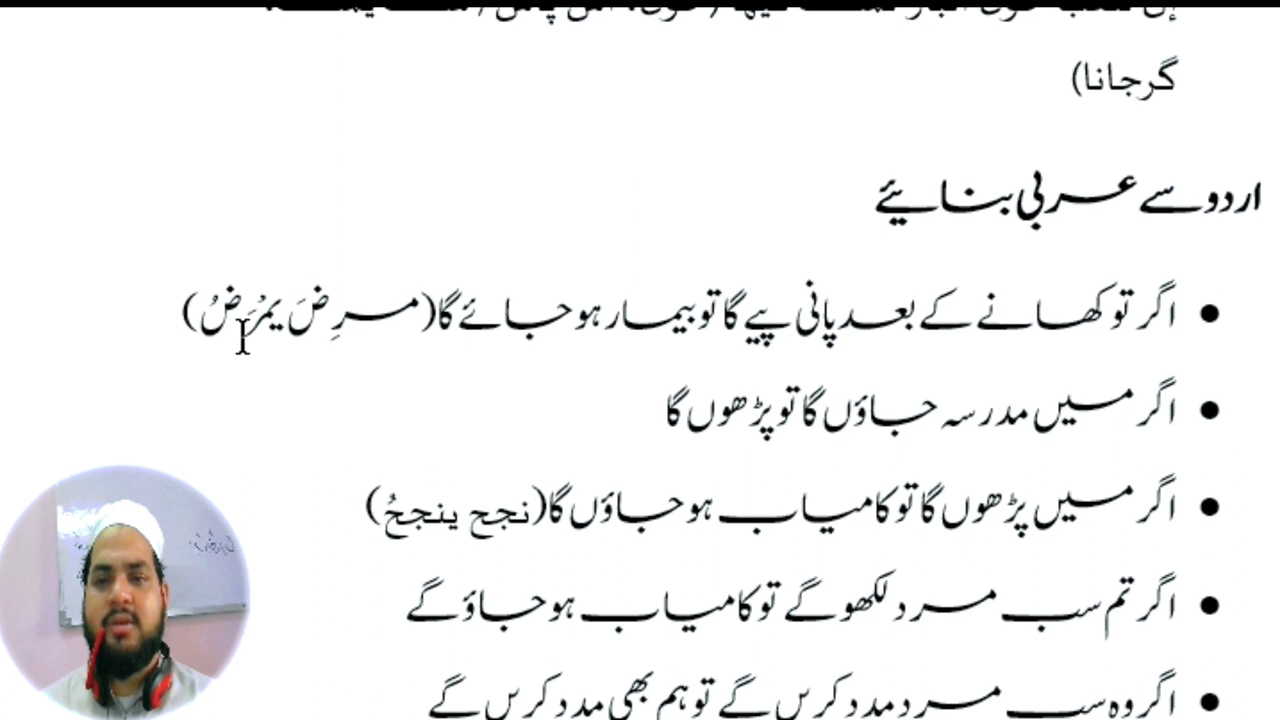 گرجانا)
اردو سے عربی بنائیے
• اگر تو کھانے کے بعد پانی پیے گا تو بیمار ہو جائے گا(مرِضَ یمْرَضُ)
• اگر میں مدرسہ جاؤں گا تو پڑھوں گا
• اگر میں پڑھوں گا تو کامیاب ہو جاؤں گا(نجح ینجحُ)
• اگر تم سب مرد لکھو گے تو کامیاب ہو جاؤ گے
• اگر وہ سب مرد مدد کریں گے تو ہم بھی مدد کریں گے